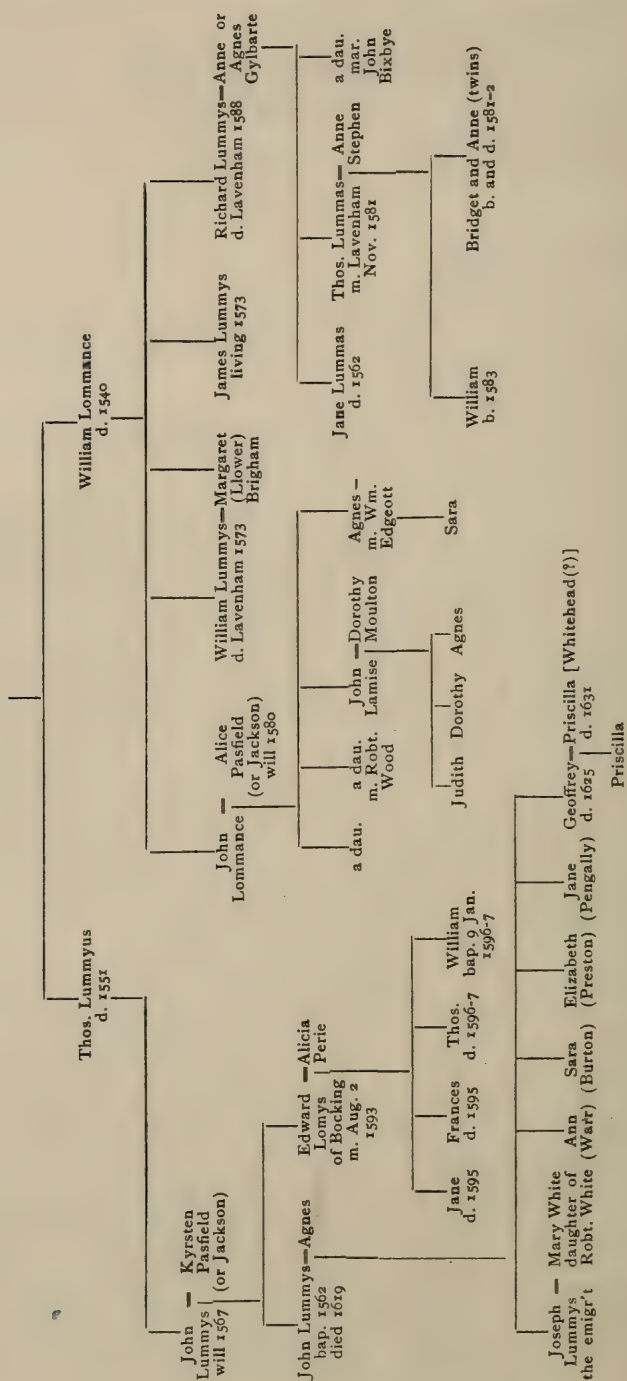 Thos. Lummyus
d. 1551
William Lommance
d. 1540
John — Kyrsten
Lummys Pasfield
will 1567 (or Jackson)
John — Alice
Lommance Pasfield
(or Jackson)
will 1580
William Lummys—Margaret
d. Lavenham 1573 (Llower)
Brigham
James Lummys
living 1573
Richard Lummys—Anne or
d. Lavenham 1588 Agnes
Gylbarte
John Lummys—Agnes
bap. 1562
died 1619
Edward —Alicia
Lomys Perie
of Bocking
m. Aug. 2
1593
a dau.
a dau.
m. Robt.
Wood
John —Dorothy
Lamise Moulton
Agnes —
m. Wm.
Edgeott
Jane Lummas
d. 1562
Thos. Lummas— Anne
m. Lavenham Stephen
Nov. 1581
a dau.
mar.
John
Bixbye
Jane
d. 1595
Frances
d. 1595
Thos.
d. 1596-7
William
bap. 9 Jan.
1596-7
Judith Dorothy Agnes
Sara
William
b. 1583
Bridget and Anne (twins)
b. and d. 1581-2
Joseph — Mary White
Lummys daughter of
the emigr't Robt. White
Ann
(Warr)
Sara
(Burton)
Elizabeth
(Preston)
Jane
(Pengally)
Geoffrey—Priscilla [Whitehead(?)]
d. 1625 d. 1631
Priscilla